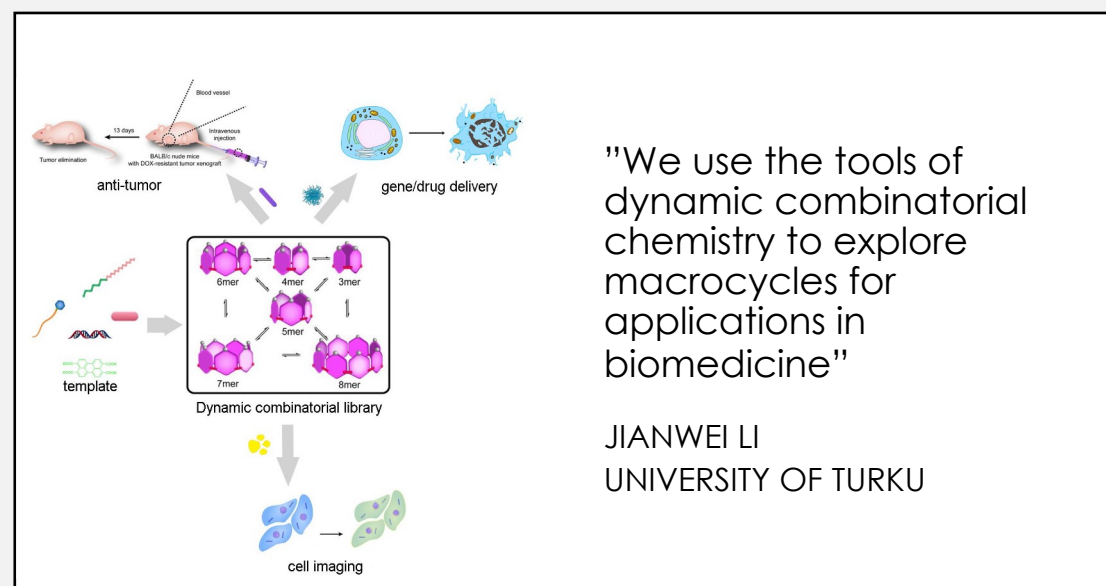 Blood vessel
13 days
Intravenous
injection
Tumor elimination
BALB/c nude mice
with DOX-resistant tumor xenograft
anti-tumor
gene/drug delivery
6mer
4mer
3mer
5mer
7mer
8mer
template
Dynamic combinatorial library
cell imaging
”We use the tools of
dynamic combinatorial
chemistry to explore
macrocycles for
applications in
biomedicine”
JIANWEI LI
UNIVERSITY OF TURKU